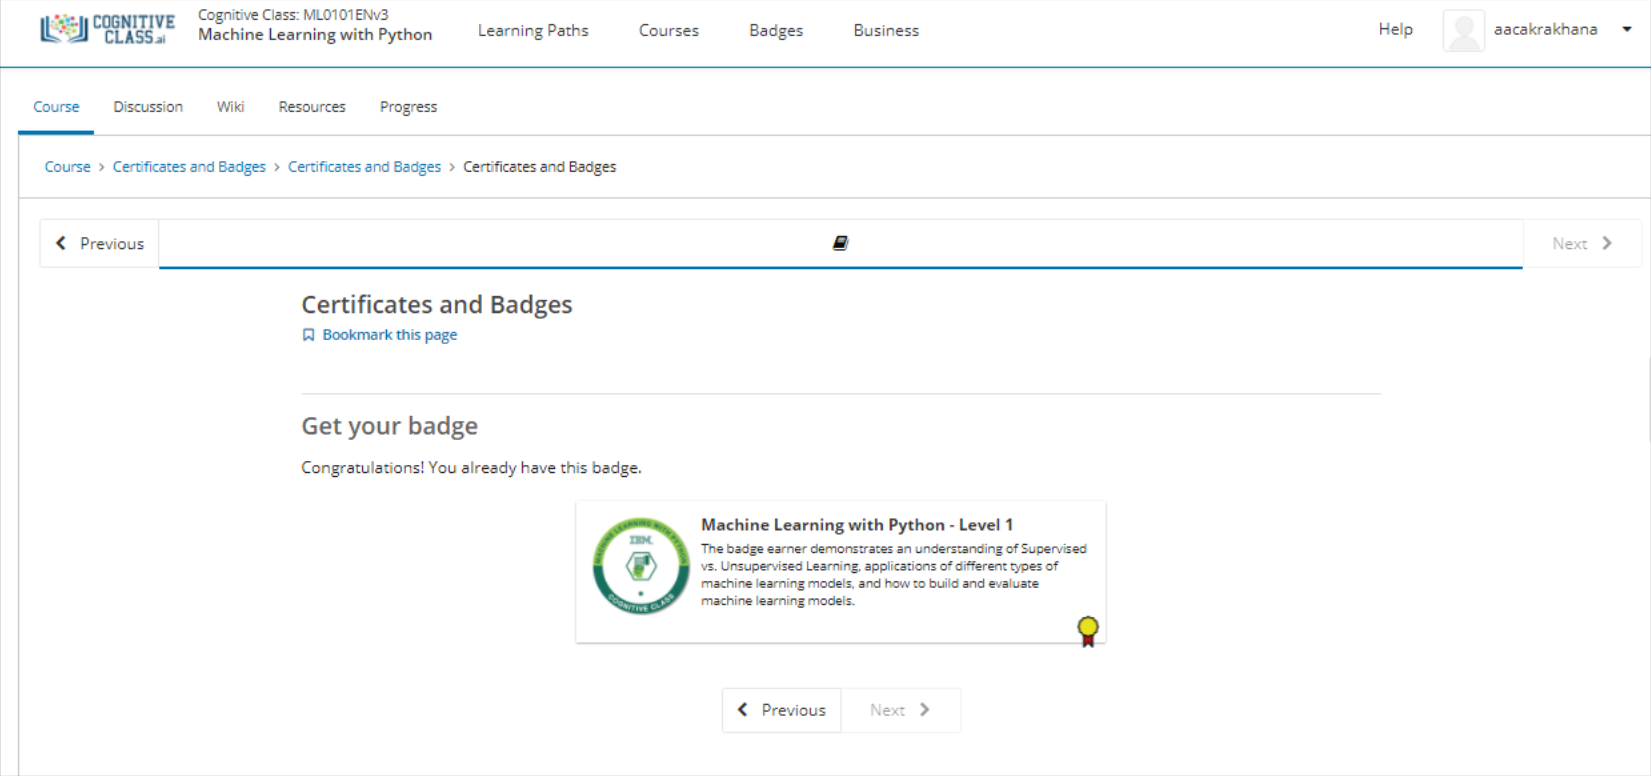 COGNITIVE
CLASS.ai
Cognitive Class: ML0101ENv3
Machine Learning with Python
Learning Paths
Courses
Badges
Business
Help
aacakrakhana
Course
Discussion
Wiki
Resources
Progress
Course > Certificates and Badges > Certificates and Badges > Certificates and Badges
Previous
Next
Certificates and Badges
Bookmark this page
Get your badge
Congratulations! You already have this badge.
MACHINE LEARNING WITH PYTHON
IBM.
COGNITIVE CLASS
Machine Learning with Python - Level 1
The badge earner demonstrates an understanding of Supervised
vs. Unsupervised Learning, applications of different types of
machine learning models, and how to build and evaluate
machine learning models.
Previous
Next